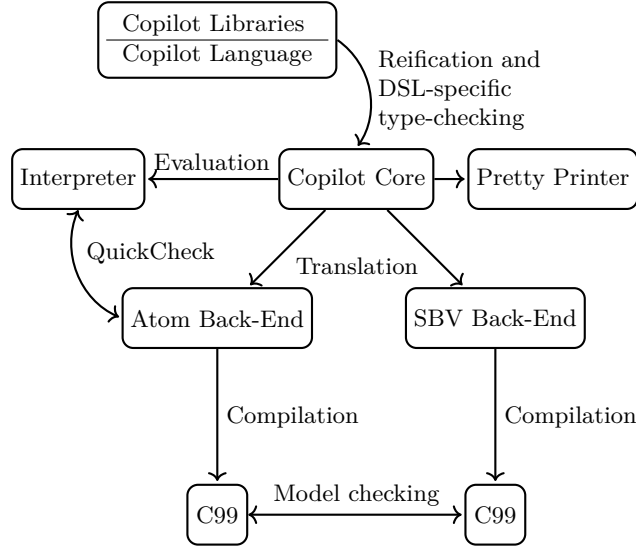 Copilot Libraries
Copilot Language
Reification and
DSL-specific
type-checking
Evaluation
Interpreter
Copilot Core
Pretty Printer
QuickCheck
Translation
Atom Back-End
SBV Back-End
Compilation
Compilation
Model checking
C99
C99